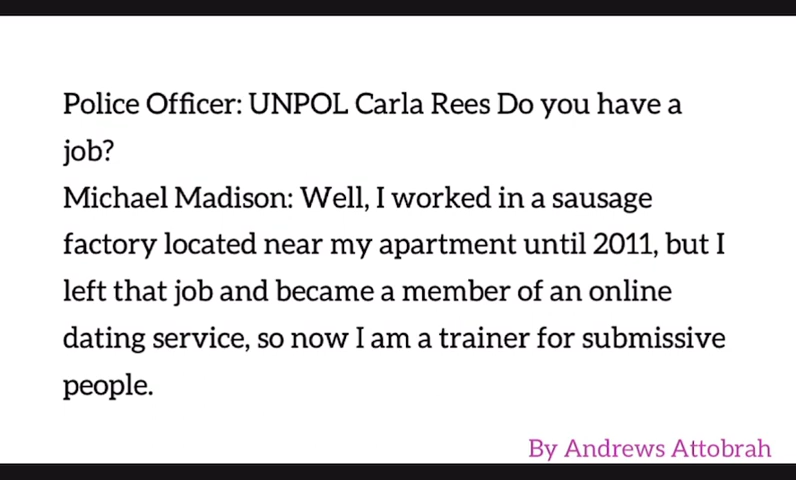 Police Officer: UNPOL Carla Rees Do you have a
job?
Michael Madison: Well, I worked in a sausage
factory located near my apartment until 2011, but I
left that job and became a member of an online
dating service, so now I am a trainer for submissive
people.
By Andrews Attobrah